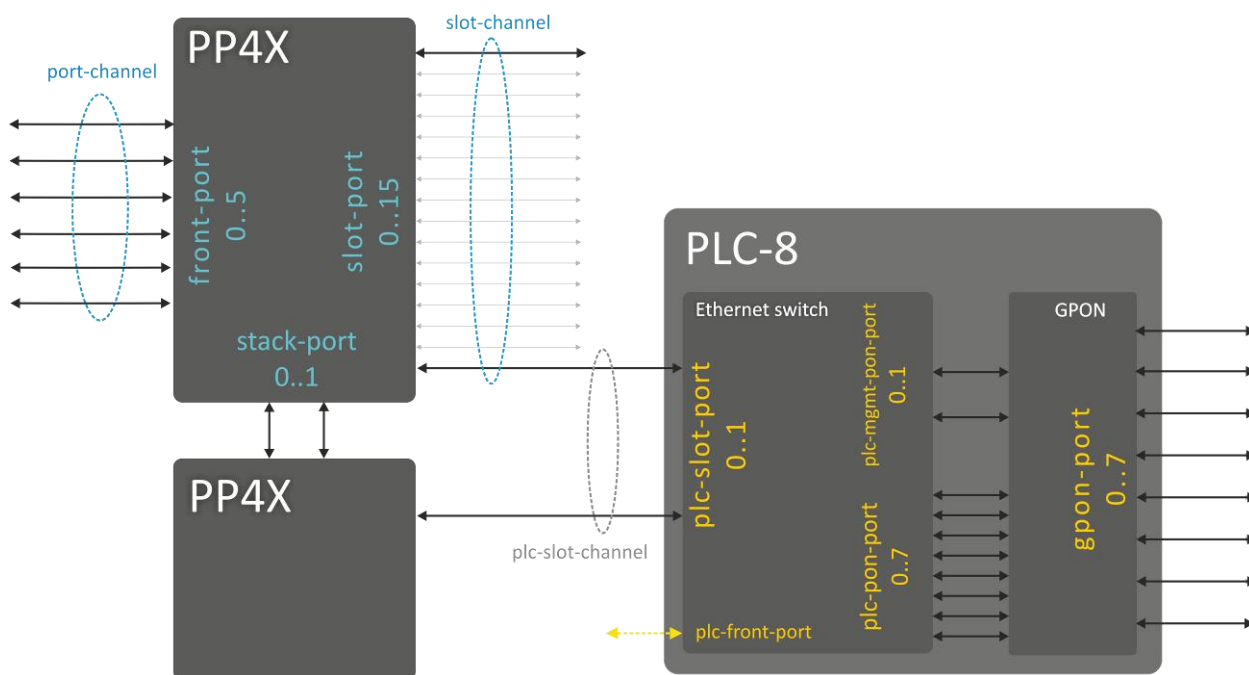 slot-channel
PP4X
port-channel
front-port
0..5
slot-port
0..15
stack-port
0..1
PP4X
plc-slot-channel
PLC-8
Ethernet switch
plc-slot-port
0..1
plc-mgmt-pon-port
0..1
plc-pon-port
0..7
plc-front-port
GPON
gpon-port
0..7